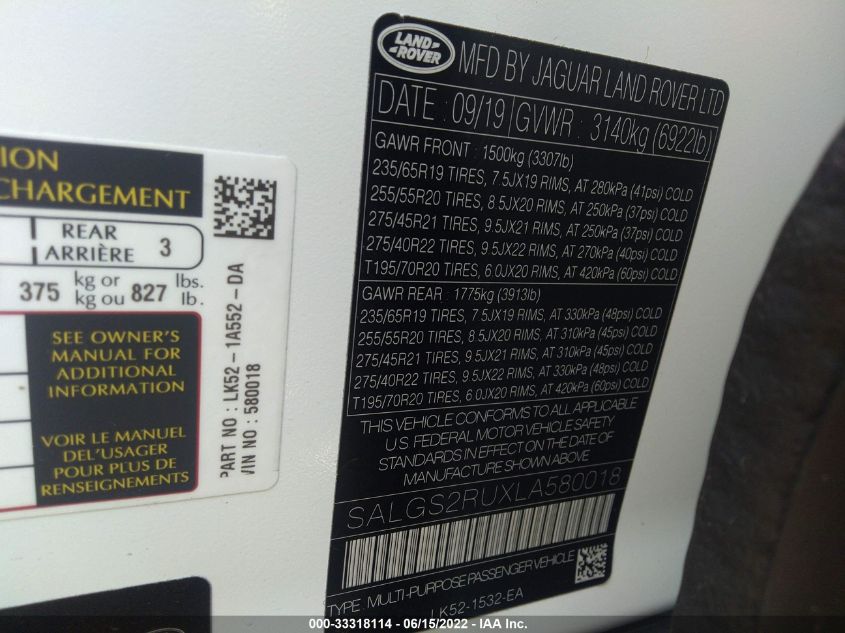 ION
CHARGEMENT
REAR
ARRIÈRE 3
375 kg or 827 lbs.
kg ou lb.
SEE OWNER'S
MANUAL FOR
ADDITIONAL
INFORMATION
VOIR LE MANUEL
DEL'USAGER
POUR PLUS DE
RENSEIGNEMENTS
PART NO : LK52 - 1A552 - DA
VIN NO : 580018
LAND ROVER
MFD BY JAGUAR LAND ROVER LTD
DATE : 09/19 GVWR : 3140kg (6922lb)
GAWR FRONT : 1500kg (3307lb)
235/65R19 TIRES, 7.5JX19 RIMS, AT 280kPa (41psi) COLD
255/55R20 TIRES, 8.5JX20 RIMS, AT 250kPa (37psi) COLD
275/45R21 TIRES, 9.5JX21 RIMS, AT 250kPa (37psi) COLD
275/40R22 TIRES, 9.5JX22 RIMS, AT 270kPa (40psi) COLD
T195/70R20 TIRES, 6.0JX20 RIMS, AT 420kPa (60psi) COLD
GAWR REAR : 1775kg (3913lb)
235/65R19 TIRES, 7.5JX19 RIMS, AT 330kPa (48psi) COLD
255/55R20 TIRES, 8.5JX20 RIMS, AT 310kPa (45psi) COLD
275/45R21 TIRES, 9.5JX21 RIMS, AT 310kPa (45psi) COLD
275/40R22 TIRES, 9.5JX22 RIMS, AT 330kPa (48psi) COLD
T195/70R20 TIRES, 6.0JX20 RIMS, AT 420kPa (60psi) COLD
THIS VEHICLE CONFORMS TO ALL APPLICABLE
U.S. FEDERAL MOTOR VEHICLE SAFETY
STANDARDS IN EFFECT ON THE DATE OF
MANUFACTURE SHOWN ABOVE
SALGS2RUXLA580018
TYPE: MULTI-PURPOSE PASSENGER VEHICLE
LK52-1532-EA
000-33318114 - 06/15/2022 - IAA Inc.